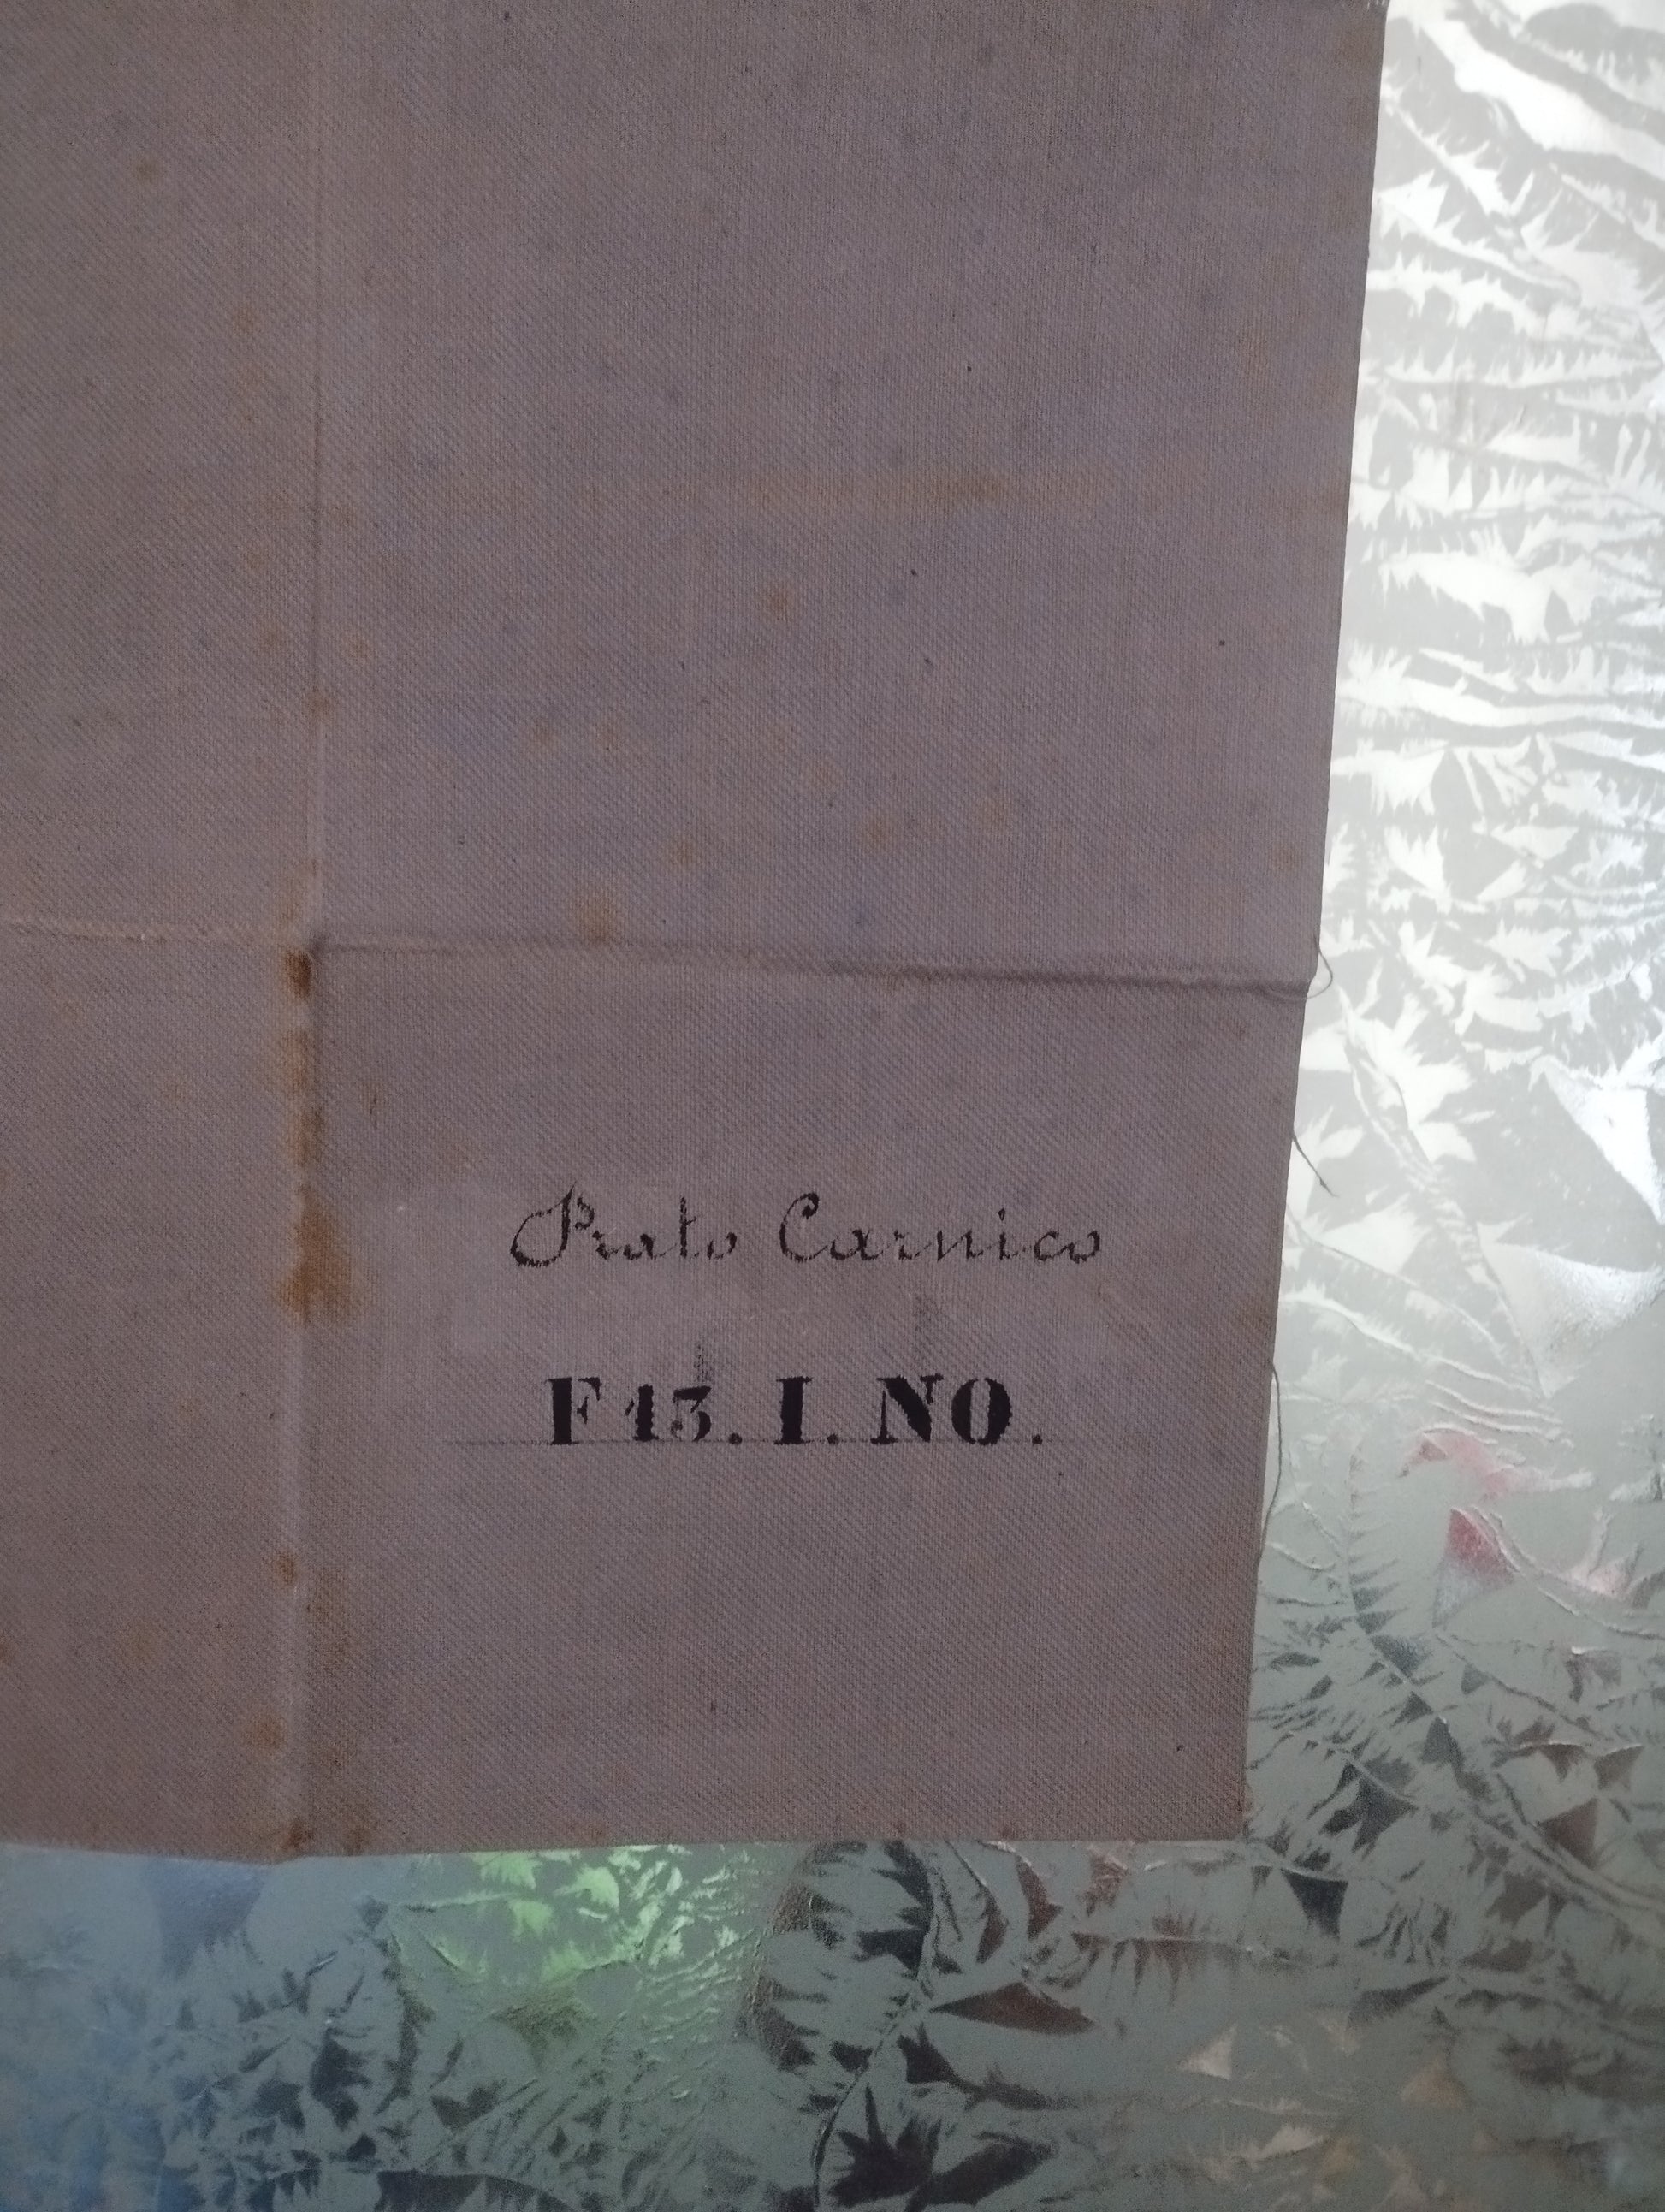 Prato Carnico
F 13. I. NO.